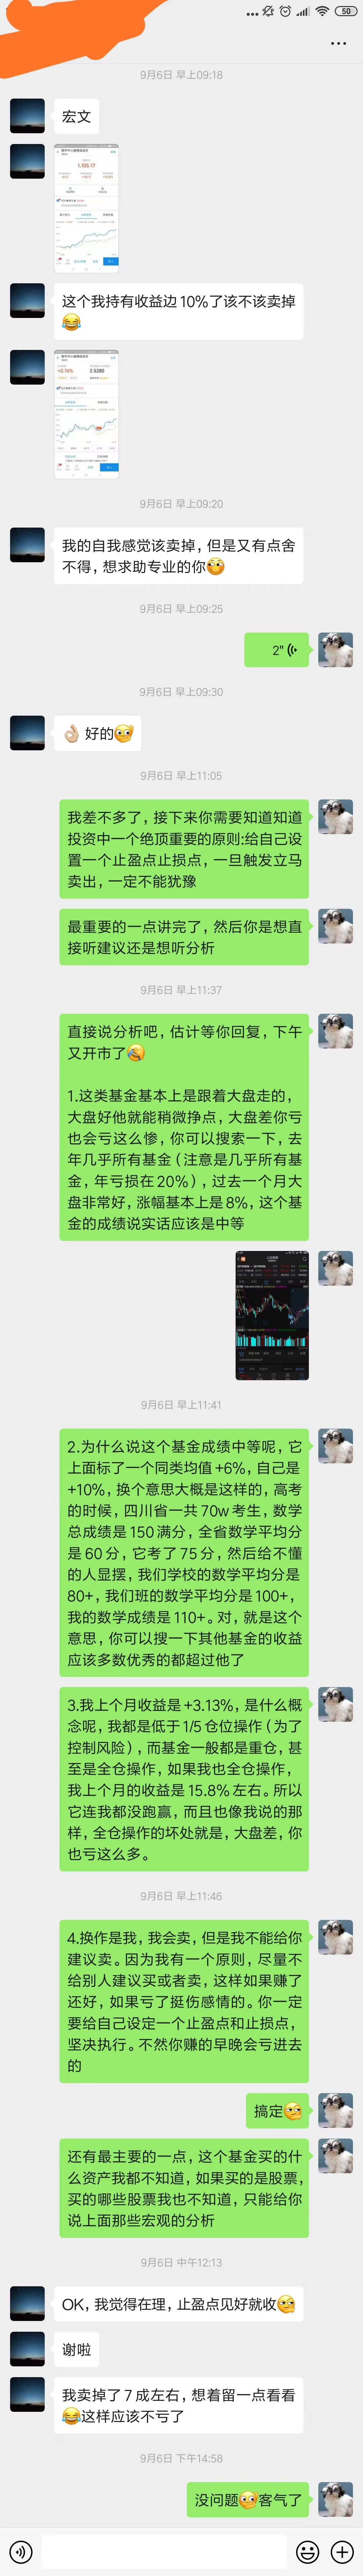 50
9月6日 早上09:18
宏文
1,105.17
这个我持有收益边10%了该不该卖掉
+0.76%
2.6280
9月6日 早上09:20
我的自我感觉该卖掉，但是又有点舍
不得，想求助专业的你
9月6日 早上09:25
2"
9月6日 早上09:30
好的
9月6日 早上11:05
我差不多了，接下来你需要知道知道
投资中一个绝顶重要的原则:给自己设
置一个止盈点止损点，一旦触发立马
卖出，一定不能犹豫
最重要的一点讲完了，然后你是想直
接听建议还是想听分析
9月6日 早上11:37
直接说分析吧，估计等你回复，下午
又开市了
1.这类基金基本上是跟着大盘走的，
大盘好他就能稍微挣点，大盘差你亏
也会亏这么惨，你可以搜索一下，去
年几乎所有基金（注意是几乎所有基
金，年亏损在20%），过去一个月大
盘非常好，涨幅基本上是8%，这个基
金的成绩说实话应该是中等
9月6日 早上11:41
2.为什么说这个基金成绩中等呢，它
上面标了一个同类均值+6%，自己是
+10%，换个意思大概是这样的，高考
的时候，四川省一共70w考生，数学
总成绩是150满分，全省数学平均分
是60分，它考了75分，然后给不懂
的人显摆，我们学校的数学平均分是
80+，我们班的数学平均分是100+，
我的数学成绩是110+。对，就是这个
意思，你可以搜一下其他基金的收益
应该多数优秀的都超过他了
3.我上个月收益是+3.13%，是什么概
念呢，我都是低于1/5仓位操作（为了
控制风险），而基金一般都是重仓，甚
至是全仓操作，如果我也全仓操作，
我上个月的收益是15.8%左右。所以
它连我都没跑赢，而且也像我说的那
样，全仓操作的坏处就是，大盘差，你
也亏这么多。
9月6日 早上11:46
4.换作是我，我会卖，但是我不能给你
建议卖。因为我有一个原则，尽量不
给别人建议买或者卖，这样如果赚了
还好，如果亏了挺伤感情的。你一定
要给自己设定一个止盈点和止损点，
坚决执行。不然你赚的早晚会亏进去
的
搞定
还有最主要的一点，这个基金买的什
么资产我都不知道，如果买的是股票，
买的哪些股票我也不知道，只能给你
说上面那些宏观的分析
9月6日 中午12:13
OK，我觉得在理，止盈点见好就收
谢啦
我卖掉了7成左右，想着留一点看看
这样应该不亏了
9月6日 下午14:58
没问题客气了